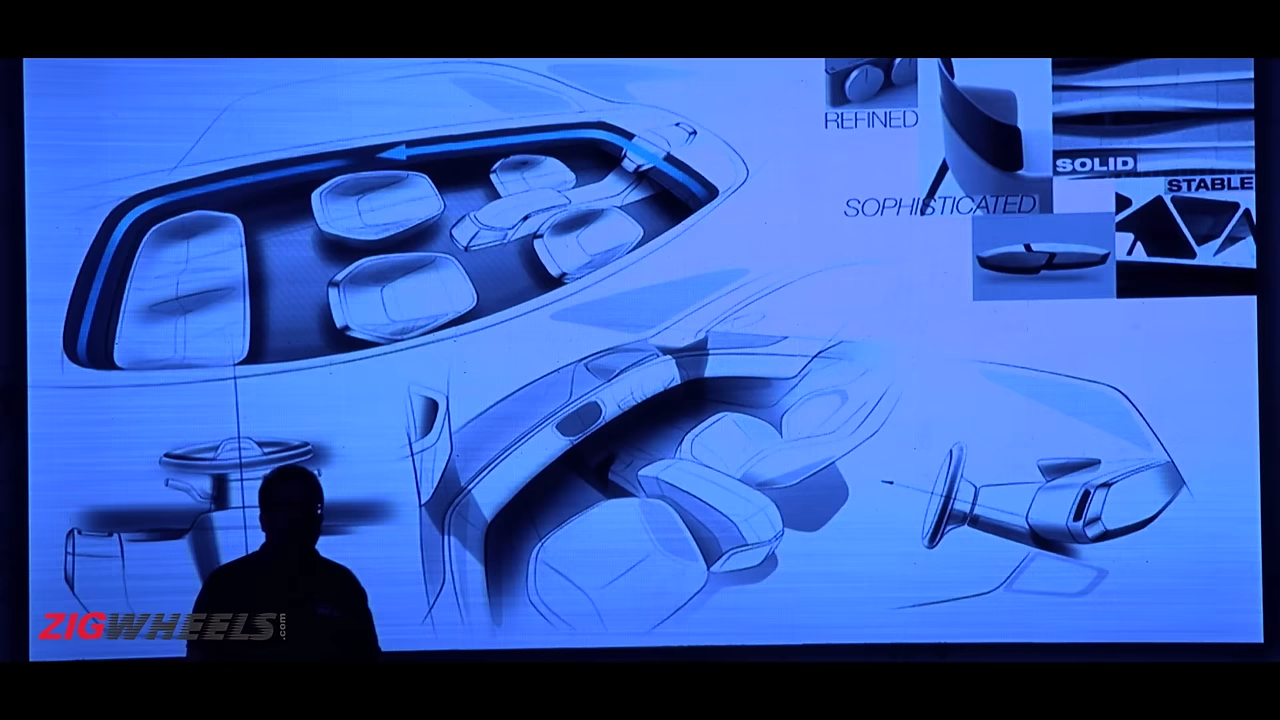 REFINED
SOLID
STABLE
SOPHISTICATED
ZIGWHEELS.com